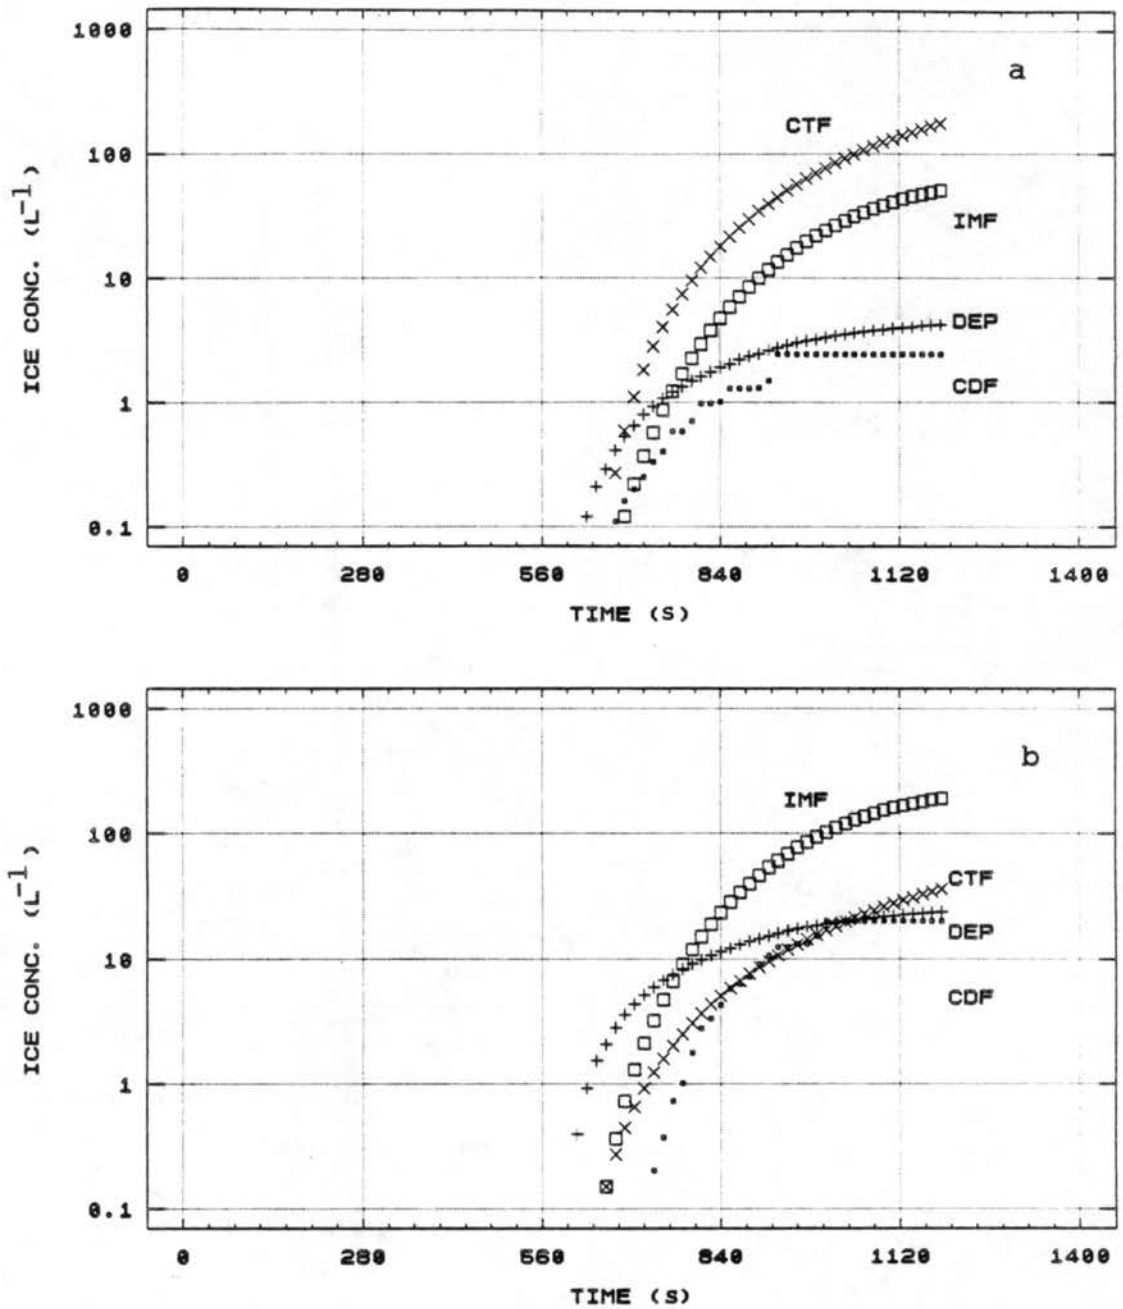 1000
a
CTF
100
ICE CONC. (L⁻¹)
IMF
10
DEP
CDF
1
0.1
0 280 560 840 1120 1400
TIME (S)
1000
b
IMF
100
CTF
ICE CONC. (L⁻¹)
DEP
10
CDF
1
0.1
0 280 560 840 1120 1400
TIME (S)